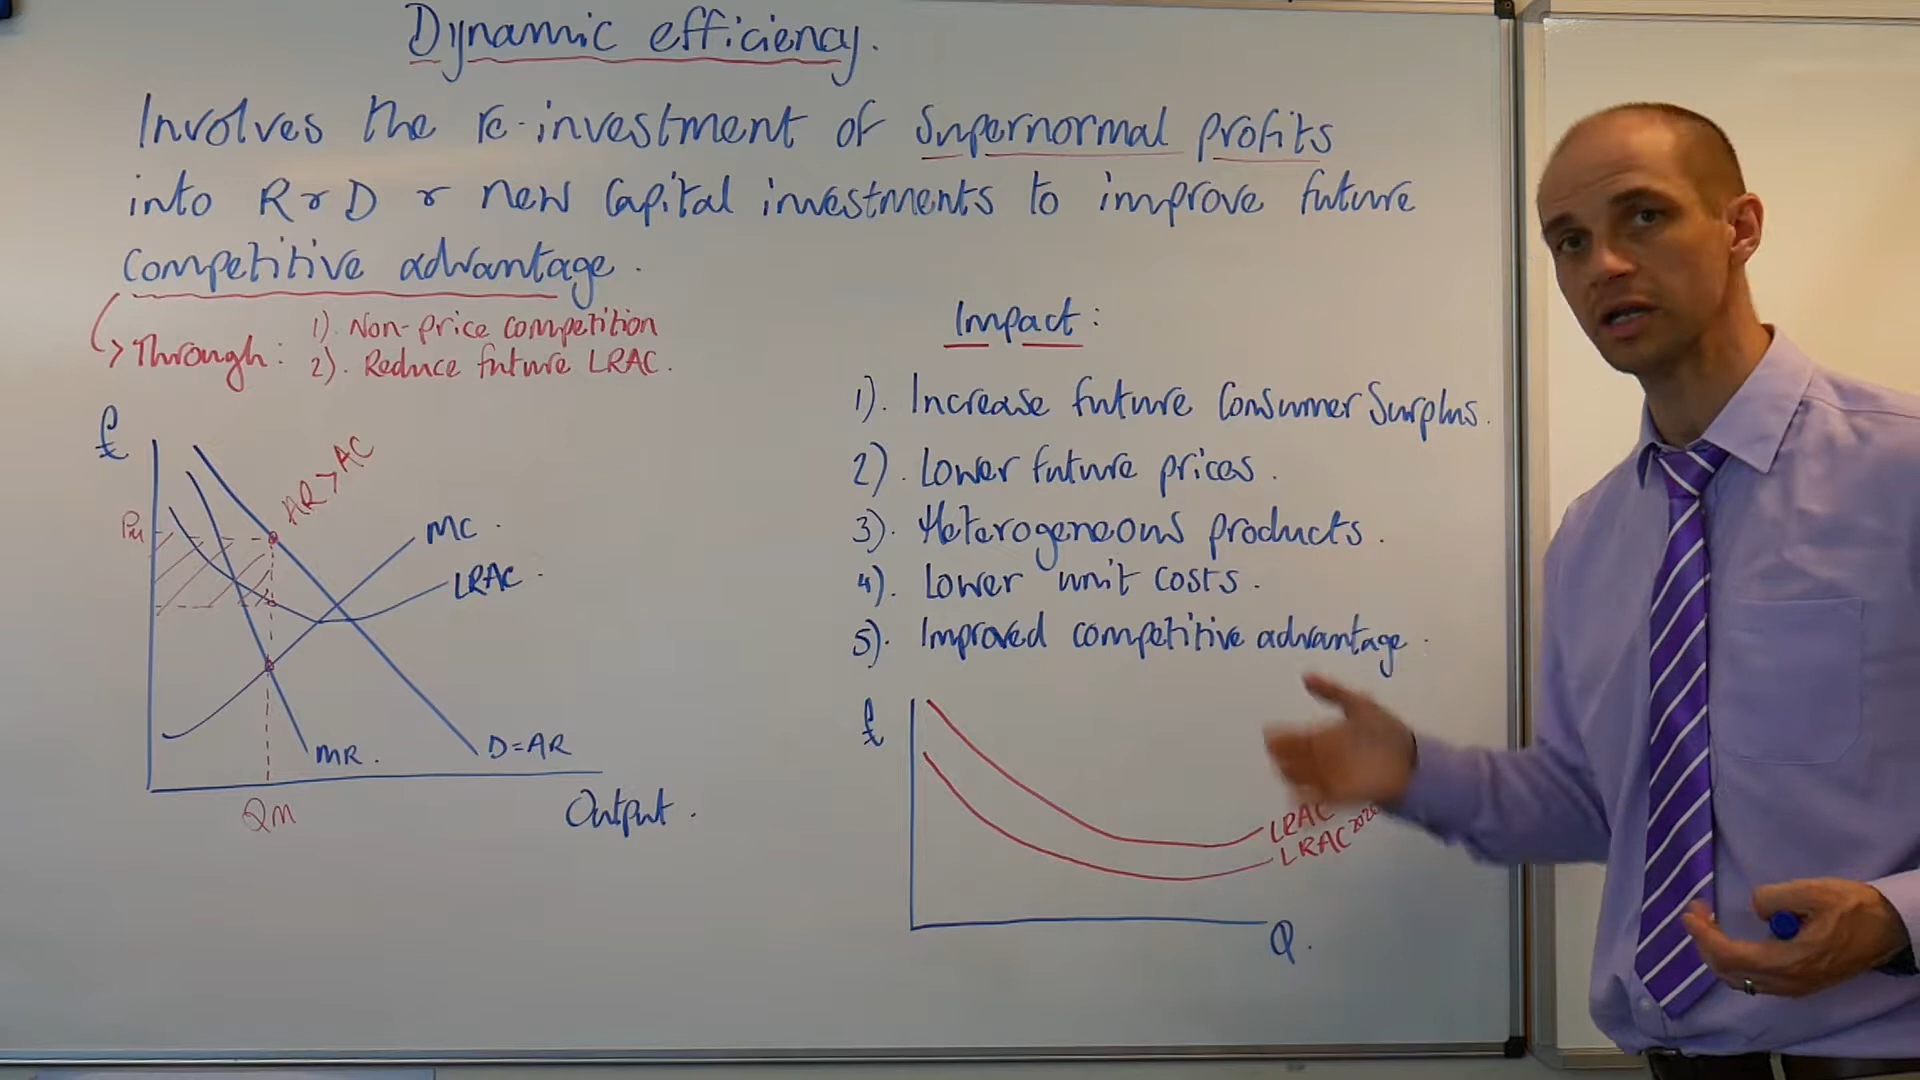 Dynamic efficiency.
Involves the re-investment of supernormal profits
into R & D & new capital investments to improve future
competitive advantage.
Through:
1). Non-price competition
2). Reduce future LRAC.
£
PM
AR > AC
MC.
LRAC.
MR.
D=AR
QM
Output.
Impact:
1). Increase future Consumer Surplus.
2). Lower future prices.
3). Heterogeneous products.
4). Lower unit costs.
5). Improved competitive advantage.
£
LRAC
LRAC 2020
Q.